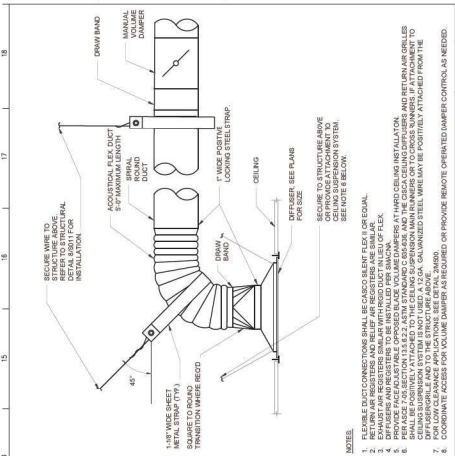 15
16
17
18
SECURE WIRE TO
STRUCTURE ABOVE.
REFER TO STRUCTURAL
DETAIL 8/S011 FOR
INSTALLATION.
DRAW BAND
MANUAL
VOLUME
DAMPER
ACOUSTICAL FLEX. DUCT
5'-0" MAXIMUM LENGTH
SPIRAL
ROUND
DUCT
45°
1" WIDE POSITIVE
LOCKING STEEL STRAP.
1-1/8" WIDE SHEET
METAL STRAP (TYP.)
SQUARE TO ROUND
TRANSITION WHERE REQ'D
DRAW
BAND
CEILING
DIFFUSER, SEE PLANS
FOR SIZE
SECURE TO STRUCTURE ABOVE
OR PROVIDE ATTACHMENT TO
CEILING SUSPENSION SYSTEM.
SEE NOTE 6 BELOW.
NOTES:
1. FLEXIBLE DUCT CONNECTIONS SHALL BE CASCO SILENT FLEX II OR EQUAL.
2. RETURN AIR REGISTERS AND RELIEF AIR REGISTERS ARE SIMILAR.
3. EXHAUST AIR REGISTERS SIMILAR WITH RIGID DUCT IN LIEU OF FLEX.
4. DIFFUSERS AND REGISTERS TO BE INSTALLED PER SMACNA.
5. PROVIDE FACE ADJUSTABLE OPPOSED BLADE VOLUME DAMPERS AT HARD CEILING INSTALLATION.
6. PER ASCE 7.05, SECTION 13.5.6.2.2, ASTM STANDARD C 635-636, AND THE CISCA CEILING DIFFUSERS AND RETURN AIR GRILLES
SHALL BE POSITIVELY ATTACHED TO THE CEILING SUSPENSION MAIN RUNNERS OR TO CROSS RUNNERS. IF ATTACHMENT TO
CEILING SUSPENSION SYSTEM IS NOT USED, A 12 GA. GALVANIZED STEEL WIRE MAY BE POSITIVELY ATTACHED FROM THE
DIFFUSER/GRILLE AND TO THE STRUCTURE ABOVE.
7. FOR LOW CLEARANCE APPLICATIONS, SEE DETAIL 2/M500.
8. COORDINATE ACCESS FOR VOLUME DAMPER AS REQUIRED OR PROVIDE REMOTE OPERATED DAMPER CONTROL AS NEEDED.